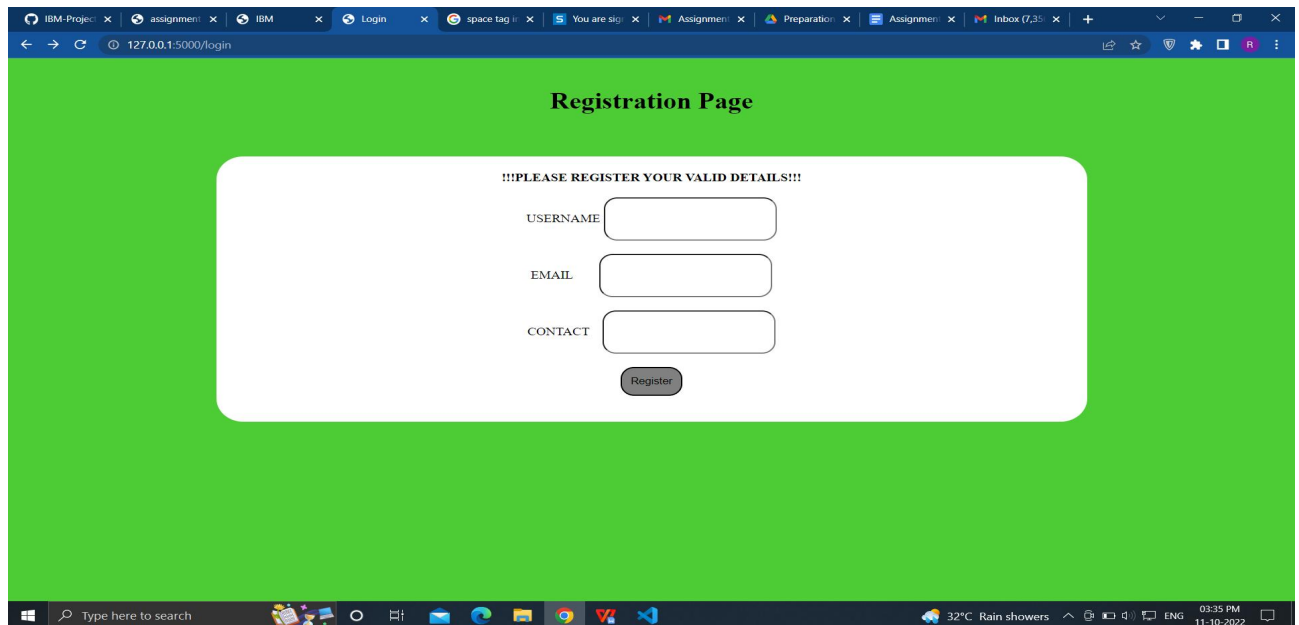 IBM-Project assignment IBM Login space tag in You are sig Assignment Preparation Assignment Inbox (7,35
127.0.0.1:5000/login R
Registration Page
!!!PLEASE REGISTER YOUR VALID DETAILS!!!
USERNAME
EMAIL
CONTACT
Register
Type here to search 32°C Rain showers ENG 03:35 PM
11-10-2022